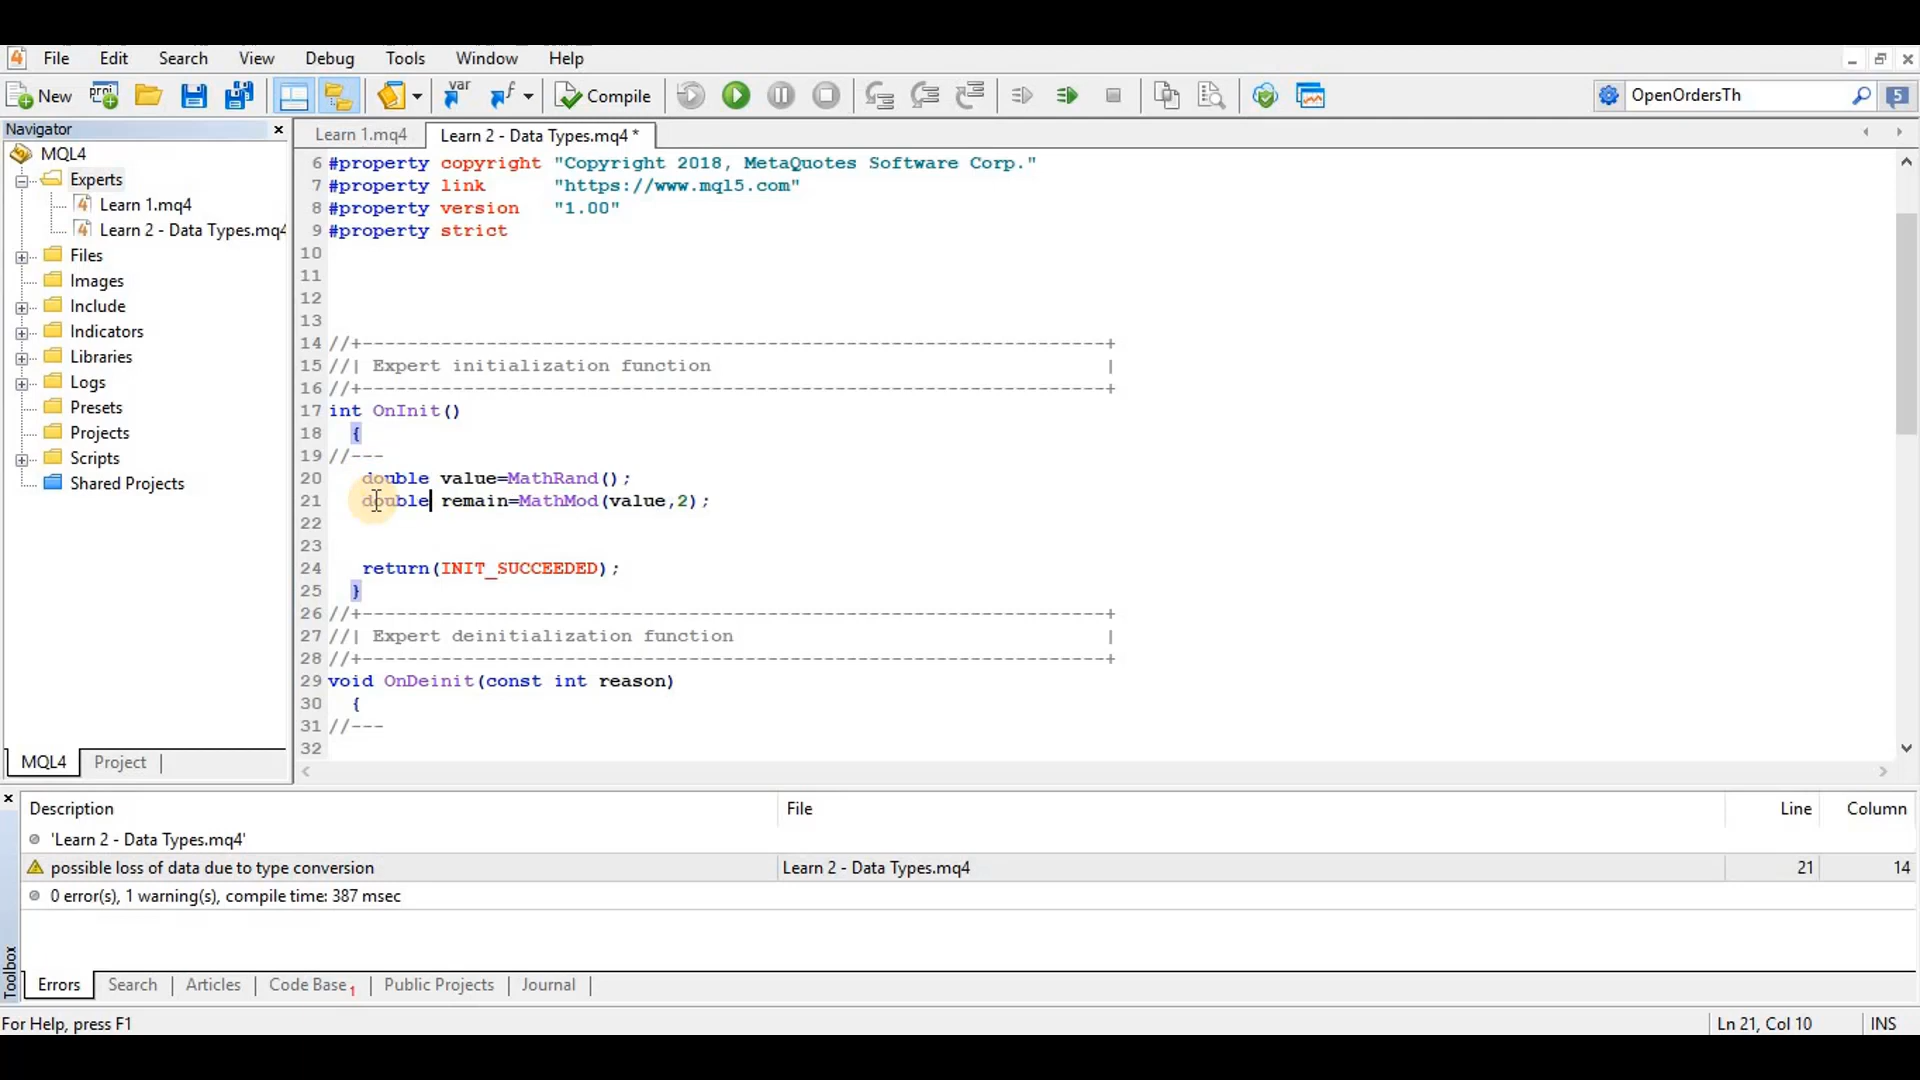 File Edit Search View Debug Tools Window Help
New proj var f Compile OpenOrdersTh 5
Navigator
MQL4
Experts
Learn 1.mq4
Learn 2 - Data Types.mq4
Files
Images
Include
Indicators
Libraries
Logs
Presets
Projects
Scripts
Shared Projects
MQL4 Project
Learn 1.mq4 Learn 2 - Data Types.mq4 *
6 #property copyright "Copyright 2018, MetaQuotes Software Corp."
7 #property link "https://www.mql5.com"
8 #property version "1.00"
9 #property strict
10
11
12
13
14 //+------------------------------------------------------------------+
15 //| Expert initialization function |
16 //+------------------------------------------------------------------+
17 int OnInit()
18 {
19 //---
20 double value=MathRand();
21 double remain=MathMod(value,2);
22
23
24 return(INIT_SUCCEEDED);
25 }
26 //+------------------------------------------------------------------+
27 //| Expert deinitialization function |
28 //+------------------------------------------------------------------+
29 void OnDeinit(const int reason)
30 {
31 //---
32
Description File Line Column
'Learn 2 - Data Types.mq4'
possible loss of data due to type conversion Learn 2 - Data Types.mq4 21 14
0 error(s), 1 warning(s), compile time: 387 msec
Toolbox
Errors Search Articles Code Base 1 Public Projects Journal
For Help, press F1 Ln 21, Col 10 INS